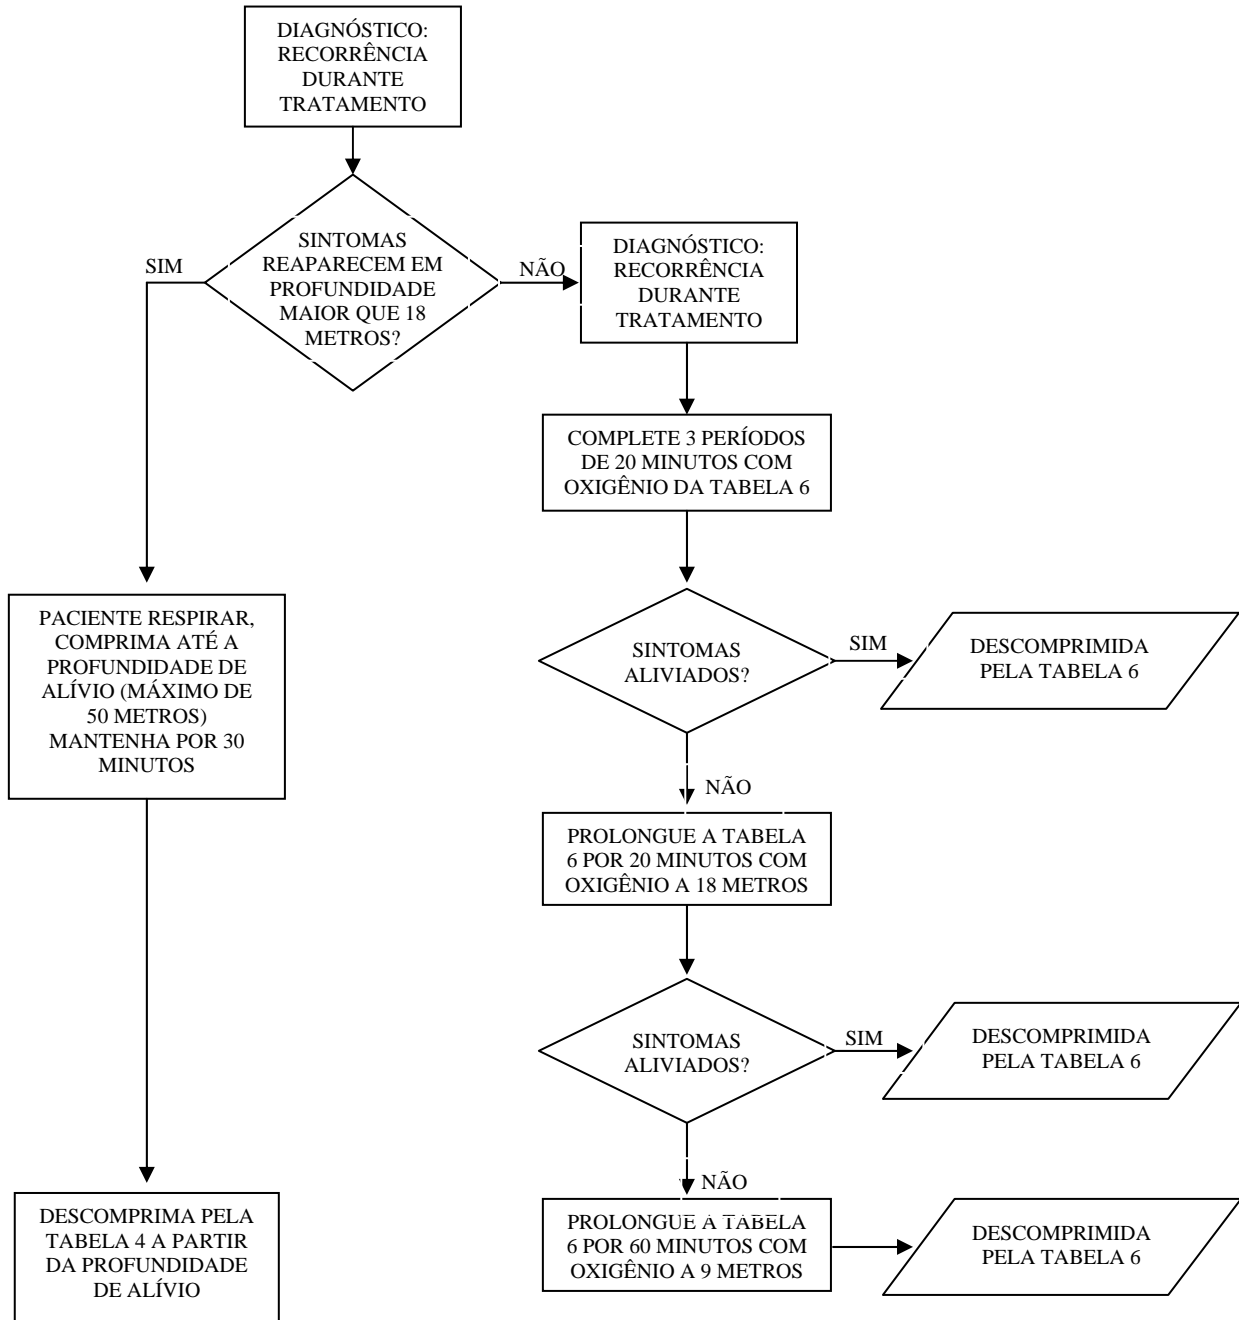 DIAGNÓSTICO:
RECORRÊNCIA
DURANTE
TRATAMENTO
SINTOMAS
REAPARECEM EM
PROFUNDIDADE
MAIOR QUE 18
METROS?
SIM
NÃO
DIAGNÓSTICO:
RECORRÊNCIA
DURANTE
TRATAMENTO
COMPLETE 3 PERÍODOS
DE 20 MINUTOS COM
OXIGÊNIO DA TABELA 6
PACIENTE RESPIRAR,
COMPRIMA ATÉ A
PROFUNDIDADE DE
ALÍVIO (MÁXIMO DE
50 METROS)
MANTENHA POR 30
MINUTOS
SINTOMAS
ALIVIADOS?
SIM
DESCOMPRIMIDA
PELA TABELA 6
NÃO
PROLONGUE A TABELA
6 POR 20 MINUTOS COM
OXIGÊNIO A 18 METROS
SINTOMAS
ALIVIADOS?
SIM
DESCOMPRIMIDA
PELA TABELA 6
NÃO
DESCOMPRIMA PELA
TABELA 4 A PARTIR
DA PROFUNDIDADE
DE ALÍVIO
PROLONGUE A TABELA
6 POR 60 MINUTOS COM
OXIGÊNIO A 9 METROS
DESCOMPRIMIDA
PELA TABELA 6